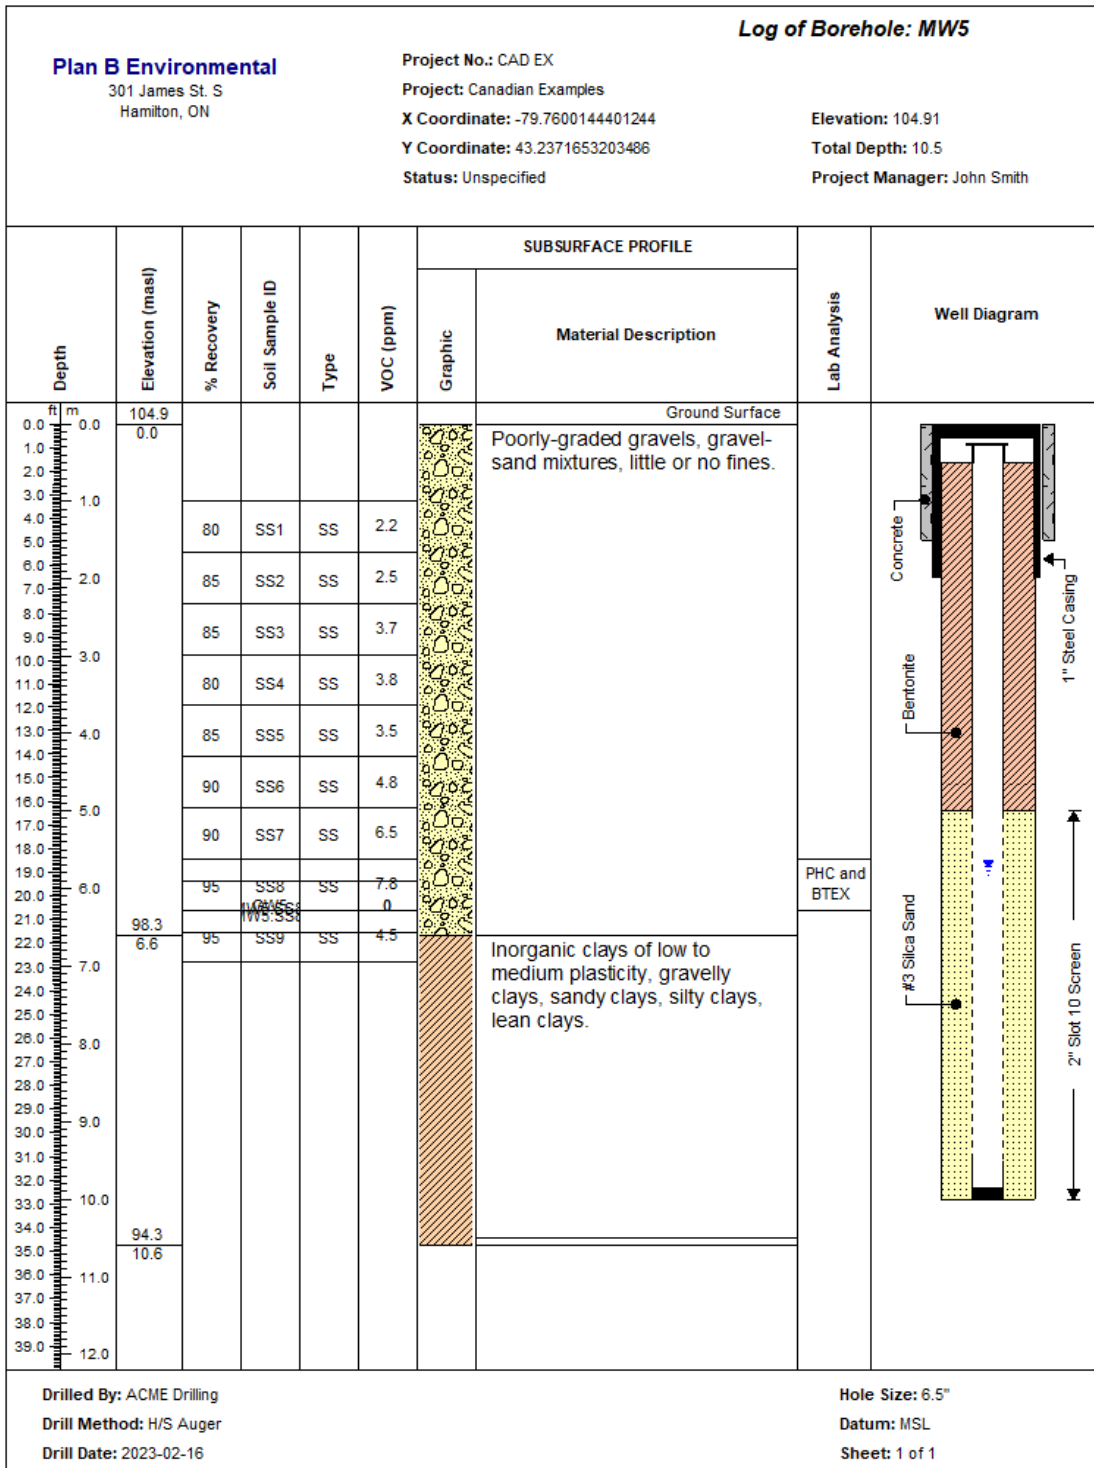 Log of Borehole: MW5
Plan B Environmental
301 James St. S
Hamilton, ON
Project No.: CAD EX
Project: Canadian Examples
X Coordinate: -79.7600144401244
Y Coordinate: 43.2371653203486
Status: Unspecified
Elevation: 104.91
Total Depth: 10.5
Project Manager: John Smith
Depth
Elevation (masl)
% Recovery
Soil Sample ID
Type
VOC (ppm)
SUBSURFACE PROFILE
Graphic
Material Description
Lab Analysis
Well Diagram
ft m
0.0 0.0
1.0
2.0
3.0 1.0
4.0
5.0
6.0 2.0
7.0
8.0
9.0 3.0
10.0
11.0
12.0
13.0 4.0
14.0
15.0
16.0 5.0
17.0
18.0
19.0 6.0
20.0
21.0
22.0 7.0
23.0
24.0
25.0
26.0 8.0
27.0
28.0
29.0 9.0
30.0
31.0
32.0
33.0 10.0
34.0
35.0
36.0 11.0
37.0
38.0
39.0 12.0
104.9
0.0
98.3
6.6
94.3
10.6
80 SS1 SS 2.2
85 SS2 SS 2.5
85 SS3 SS 3.7
80 SS4 SS 3.8
85 SS5 SS 3.5
90 SS6 SS 4.8
90 SS7 SS 6.5
95 SS8 SS 7.8
0
95 SS9 SS 4.5
Ground Surface
Poorly-graded gravels, gravel-
sand mixtures, little or no fines.
Inorganic clays of low to
medium plasticity, gravelly
clays, sandy clays, silty clays,
lean clays.
PHC and
BTEX
Concrete
1" Steel Casing
Bentonite
#3 Silca Sand
2" Slot 10 Screen
Drilled By: ACME Drilling
Drill Method: H/S Auger
Drill Date: 2023-02-16
Hole Size: 6.5"
Datum: MSL
Sheet: 1 of 1